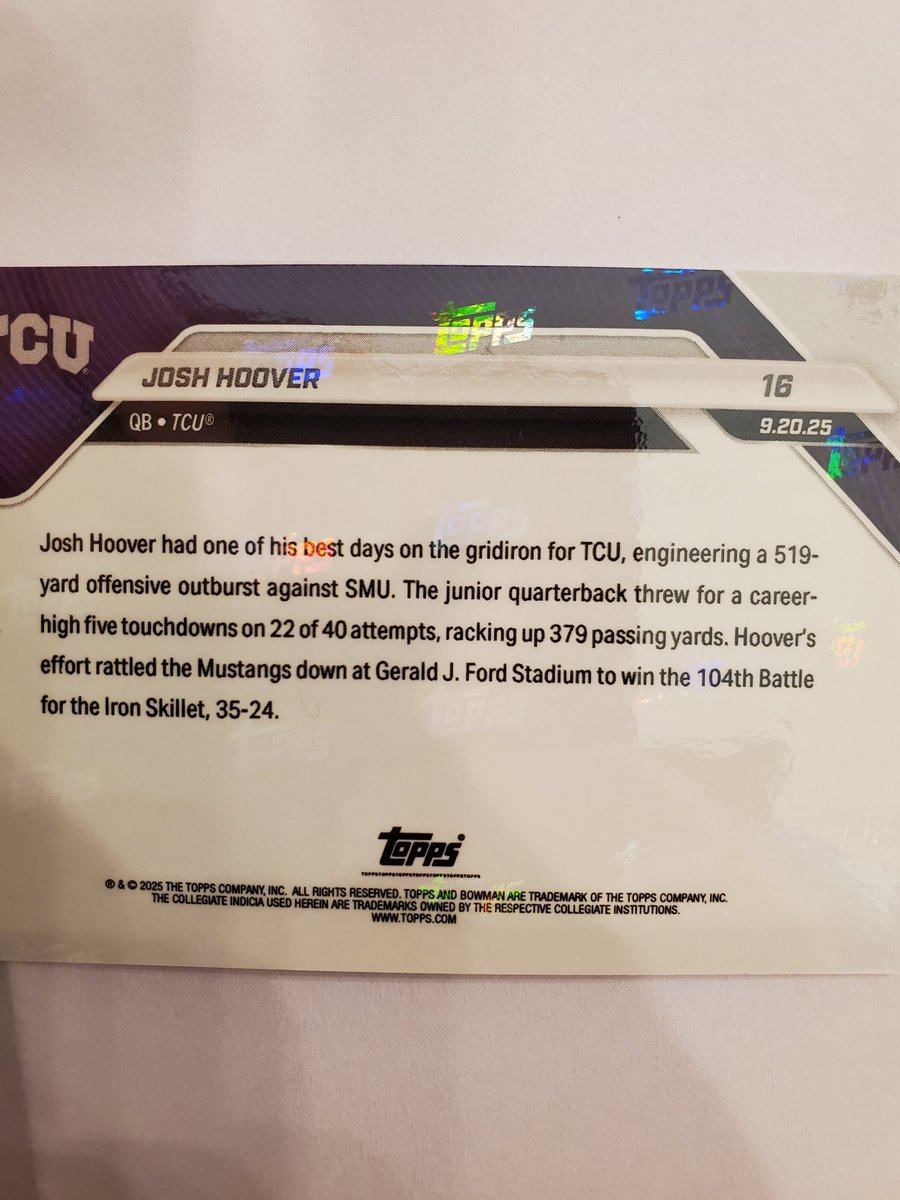 TCU
JOSH HOOVER 16
QB • TCU® 9.20.25
Josh Hoover had one of his best days on the gridiron for TCU, engineering a 519-
yard offensive outburst against SMU. The junior quarterback threw for a career-
high five touchdowns on 22 of 40 attempts, racking up 379 passing yards. Hoover's
effort rattled the Mustangs down at Gerald J. Ford Stadium to win the 104th Battle
for the Iron Skillet, 35-24.
topps
® & © 2025 THE TOPPS COMPANY, INC. ALL RIGHTS RESERVED. TOPPS AND BOWMAN ARE TRADEMARK OF THE TOPPS COMPANY, INC.
THE COLLEGIATE INDICIA USED HEREIN ARE TRADEMARKS OWNED BY THE RESPECTIVE COLLEGIATE INSTITUTIONS.
WWW.TOPPS.COM